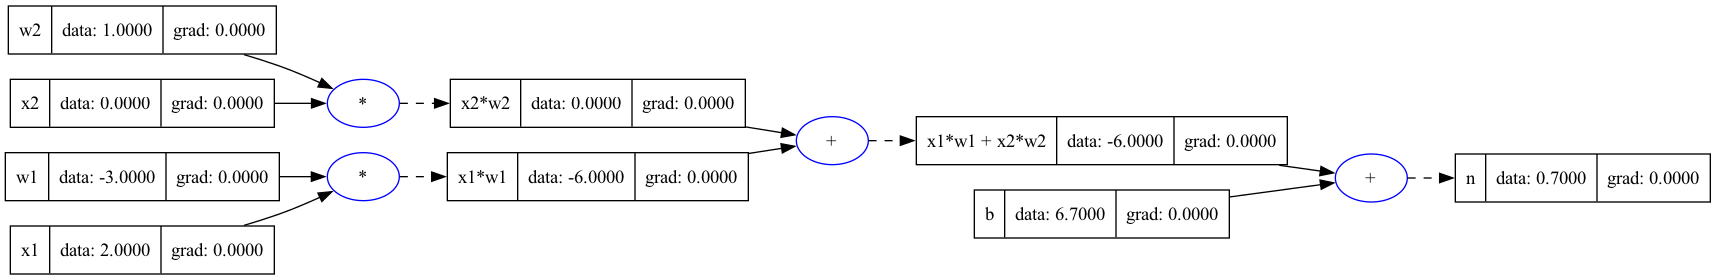 w2 data: 1.0000 grad: 0.0000
x2 data: 0.0000 grad: 0.0000
*
x2*w2 data: 0.0000 grad: 0.0000
w1 data: -3.0000 grad: 0.0000
*
x1*w1 data: -6.0000 grad: 0.0000
x1 data: 2.0000 grad: 0.0000
+
x1*w1 + x2*w2 data: -6.0000 grad: 0.0000
b data: 6.7000 grad: 0.0000
+
n data: 0.7000 grad: 0.0000